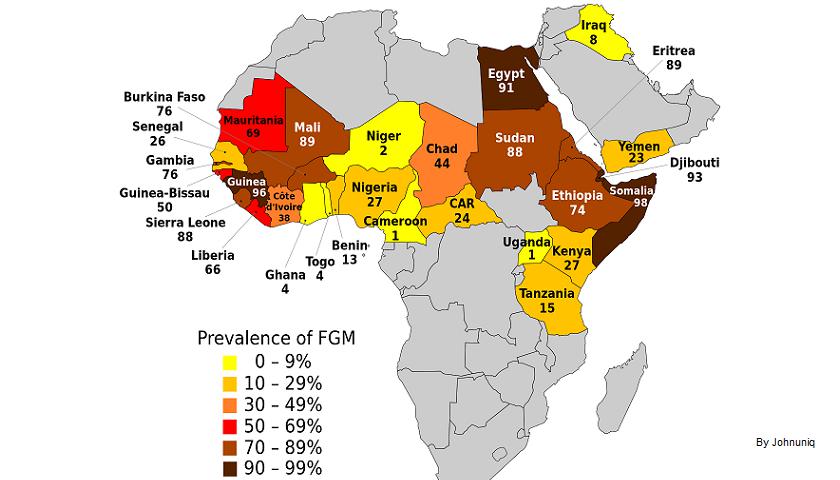 Iraq
8
Eritrea
89
Egypt
91
Burkina Faso
76
Mauritania
69
Mali
89
Senegal
26
Niger
2
Chad
44
Sudan
88
Yemen
23
Gambia
76
Djibouti
93
Guinea-Bissau
50
Guinea
96
Côte
d'Ivoire
38
Nigeria
27
Ethiopia
74
Somalia
98
CAR
24
Sierra Leone
88
Cameroon
1
Liberia
66
Ghana
4
Togo
4
Benin
13
Uganda
1
Kenya
27
Tanzania
15
Prevalence of FGM
0 – 9%
10 – 29%
30 – 49%
50 – 69%
70 – 89%
90 – 99%
By Johnuniq